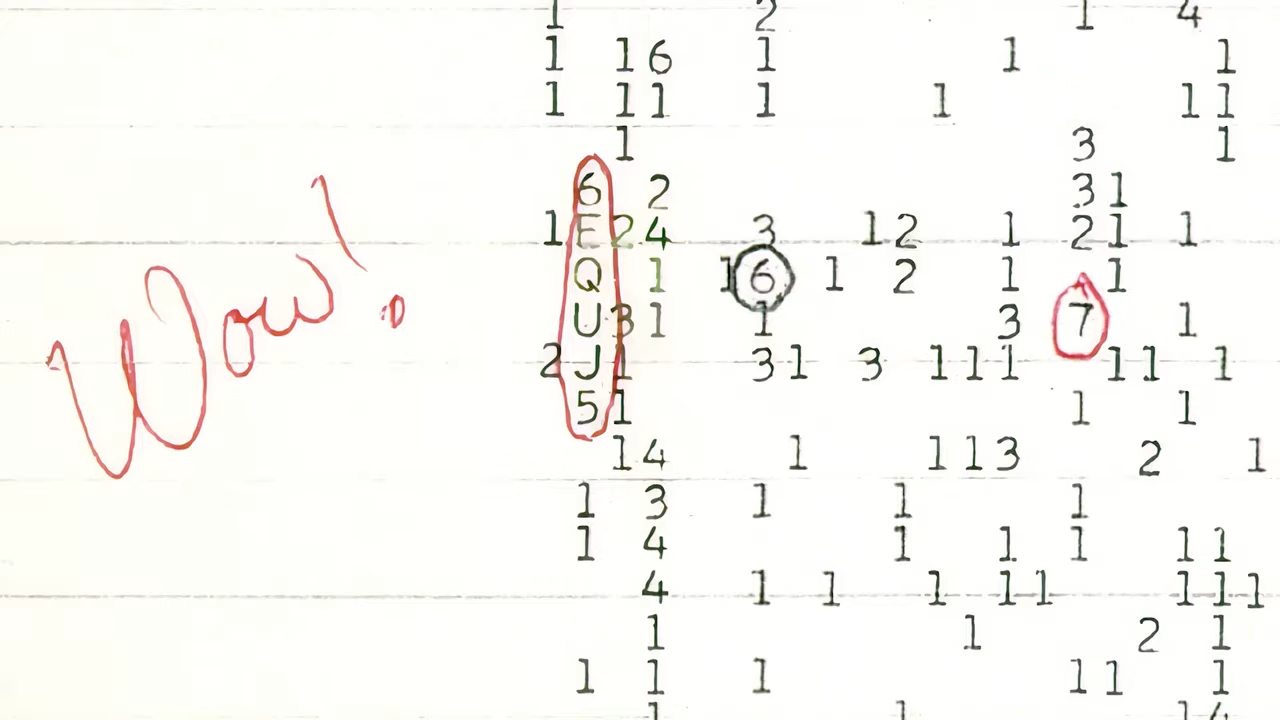 1 2 1 4
1 16 1 1 1
1 11 1 1 11
1 3 1
6 2 31
1E24 3 12 1 21 1
Q 1 16 1 2 1 1
U31 1 3 7 1
2J1 31 3 111 11 1
51 1 1
14 1 113 2 1
1 3 1 1 1
1 4 1 1 1 11
4 1 1 1 11 111
1 1 2 1
1 1 1 11 1
1 1 14
Wow!